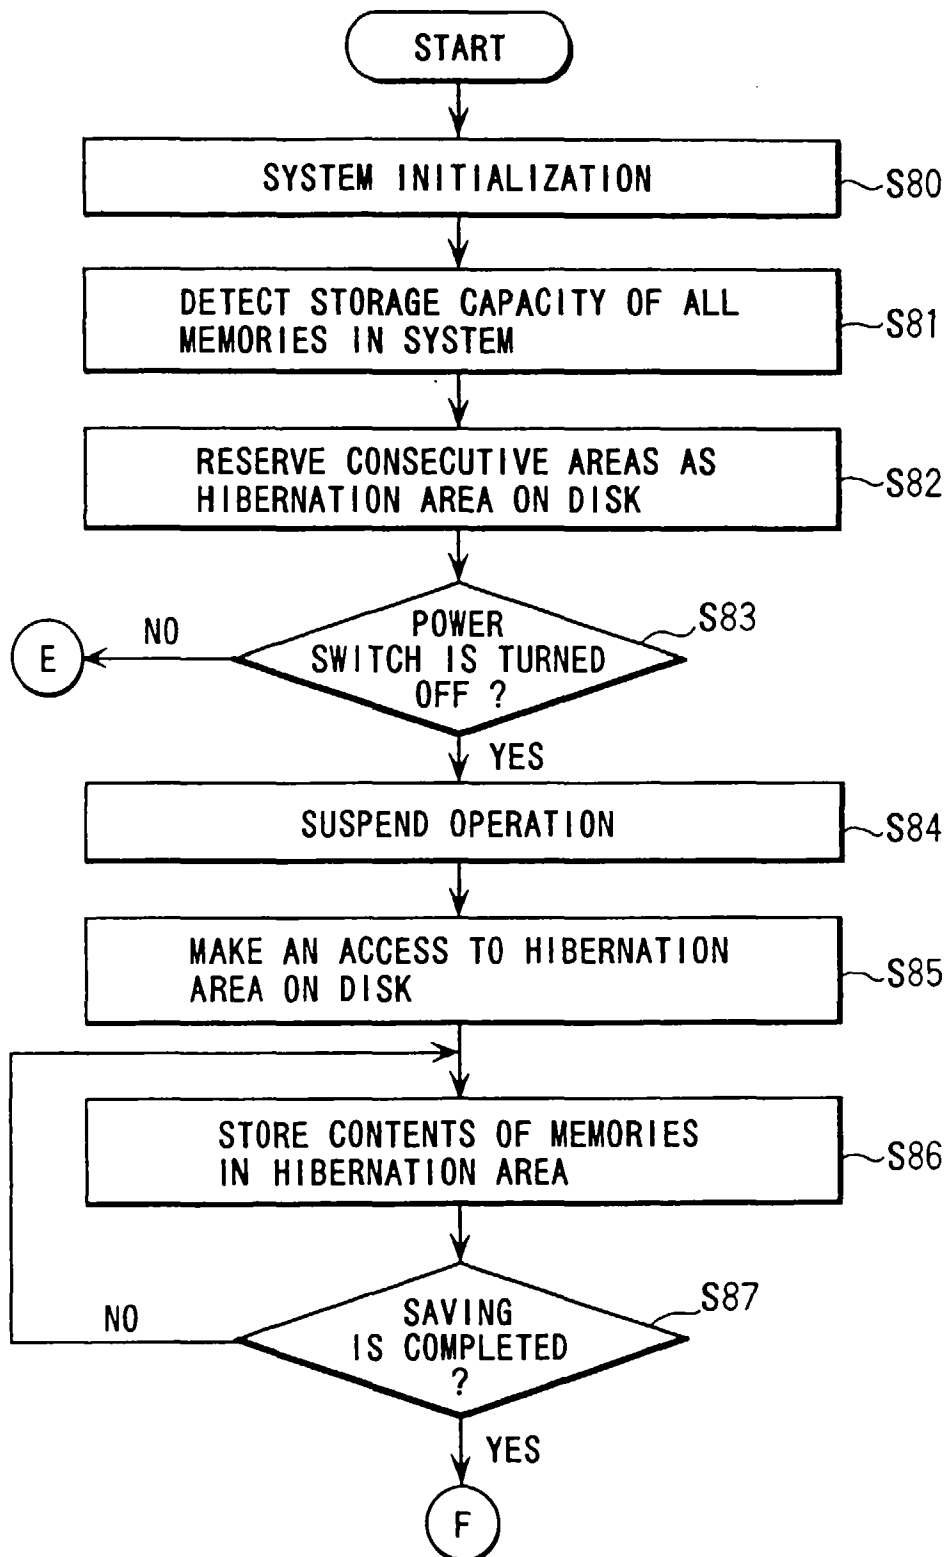 START
SYSTEM INITIALIZATION
S80
DETECT STORAGE CAPACITY OF ALL
MEMORIES IN SYSTEM
S81
RESERVE CONSECUTIVE AREAS AS
HIBERNATION AREA ON DISK
S82
POWER
SWITCH IS TURNED
OFF ?
S83
NO
E
YES
SUSPEND OPERATION
S84
MAKE AN ACCESS TO HIBERNATION
AREA ON DISK
S85
STORE CONTENTS OF MEMORIES
IN HIBERNATION AREA
S86
SAVING
IS COMPLETED
?
S87
NO
YES
F